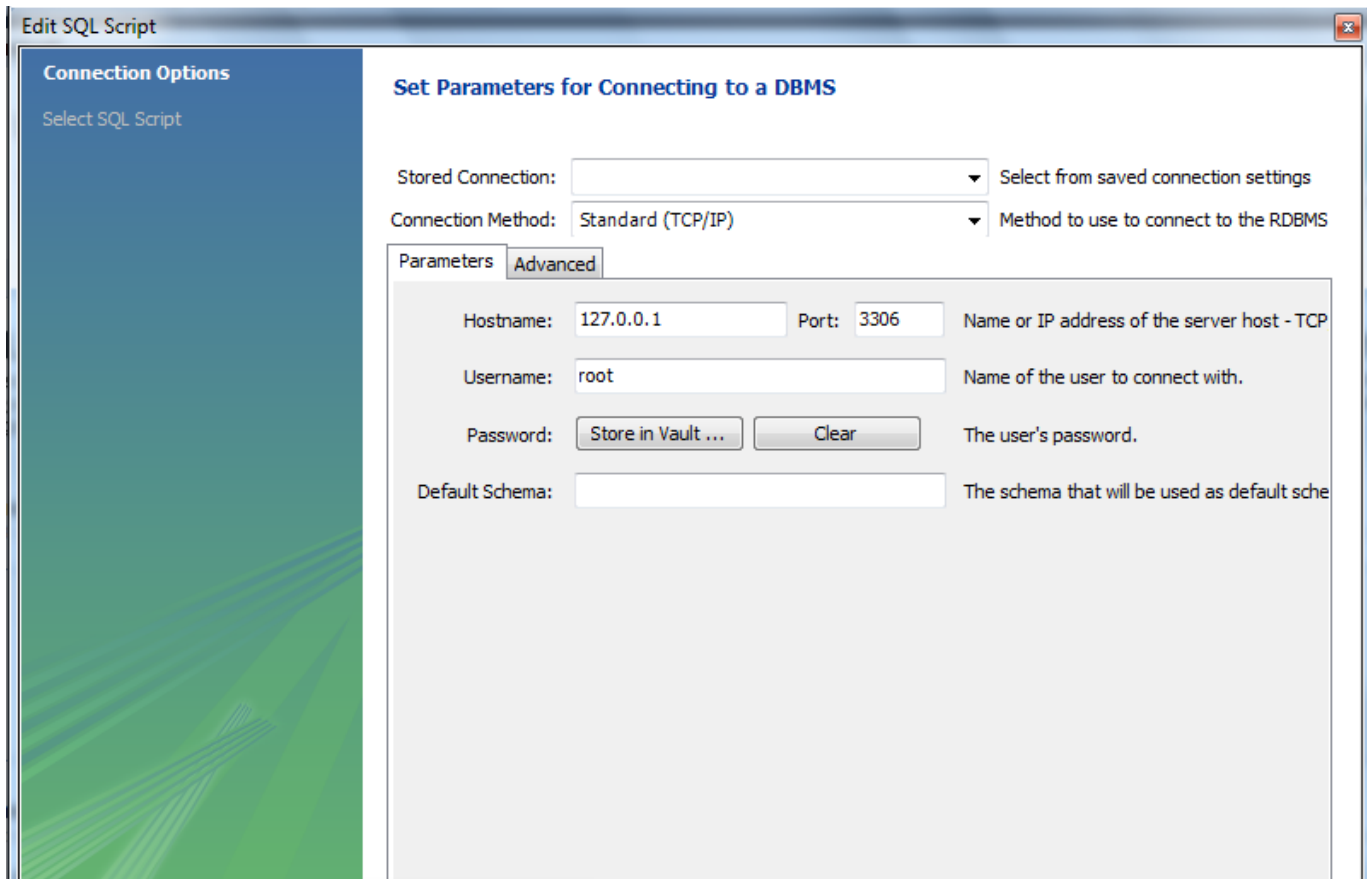 Edit SQL Script
Connection Options
Select SQL Script
Set Parameters for Connecting to a DBMS
Stored Connection: Select from saved connection settings
Connection Method: Standard (TCP/IP) Method to use to connect to the RDBMS
Parameters Advanced
Hostname: 127.0.0.1 Port: 3306 Name or IP address of the server host - TCP
Username: root Name of the user to connect with.
Password: Store in Vault ... Clear The user's password.
Default Schema: The schema that will be used as default sche